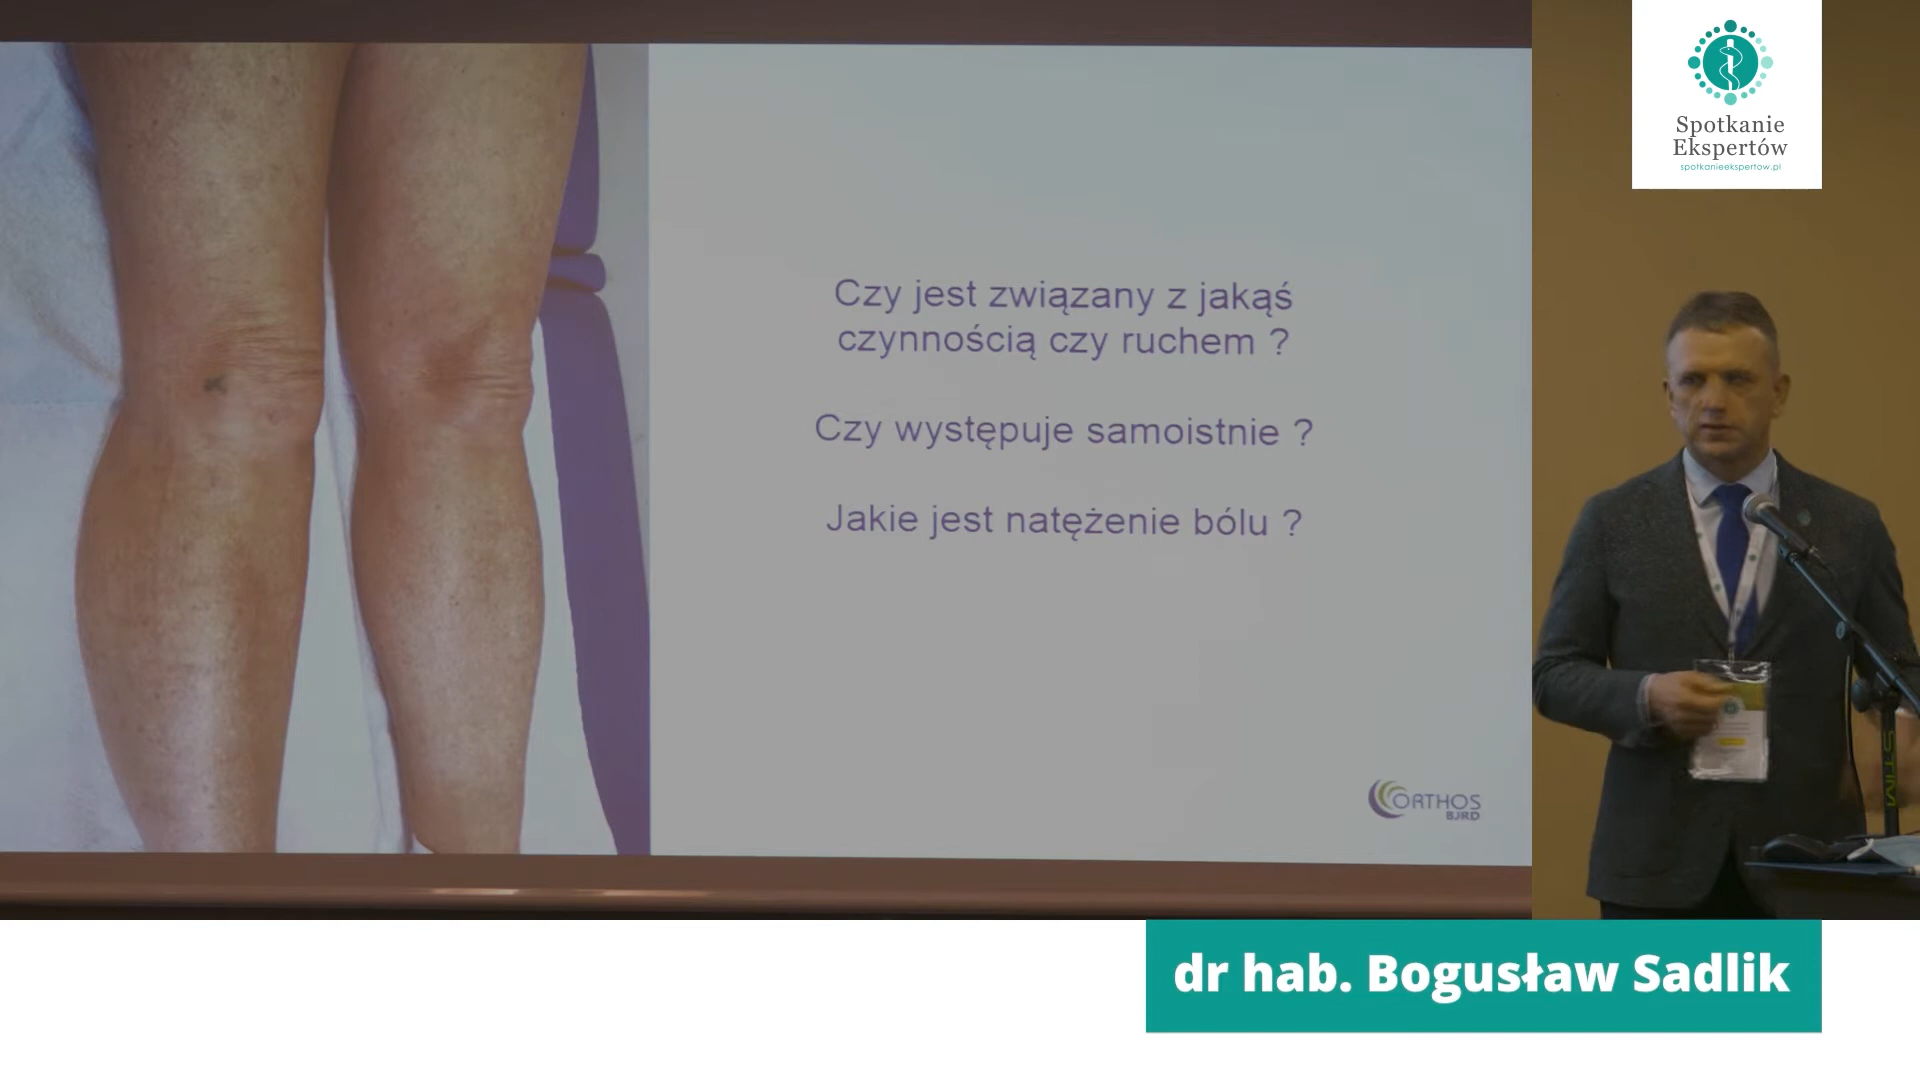 Czy jest związany z jakąś
czynnością czy ruchem ?
Czy występuje samoistnie ?
Jakie jest natężenie bólu ?
ORTHOS
BJRD
Spotkanie
Ekspertów
spotkanieekspertow.pl
STIM
dr hab. Bogusław Sadlik